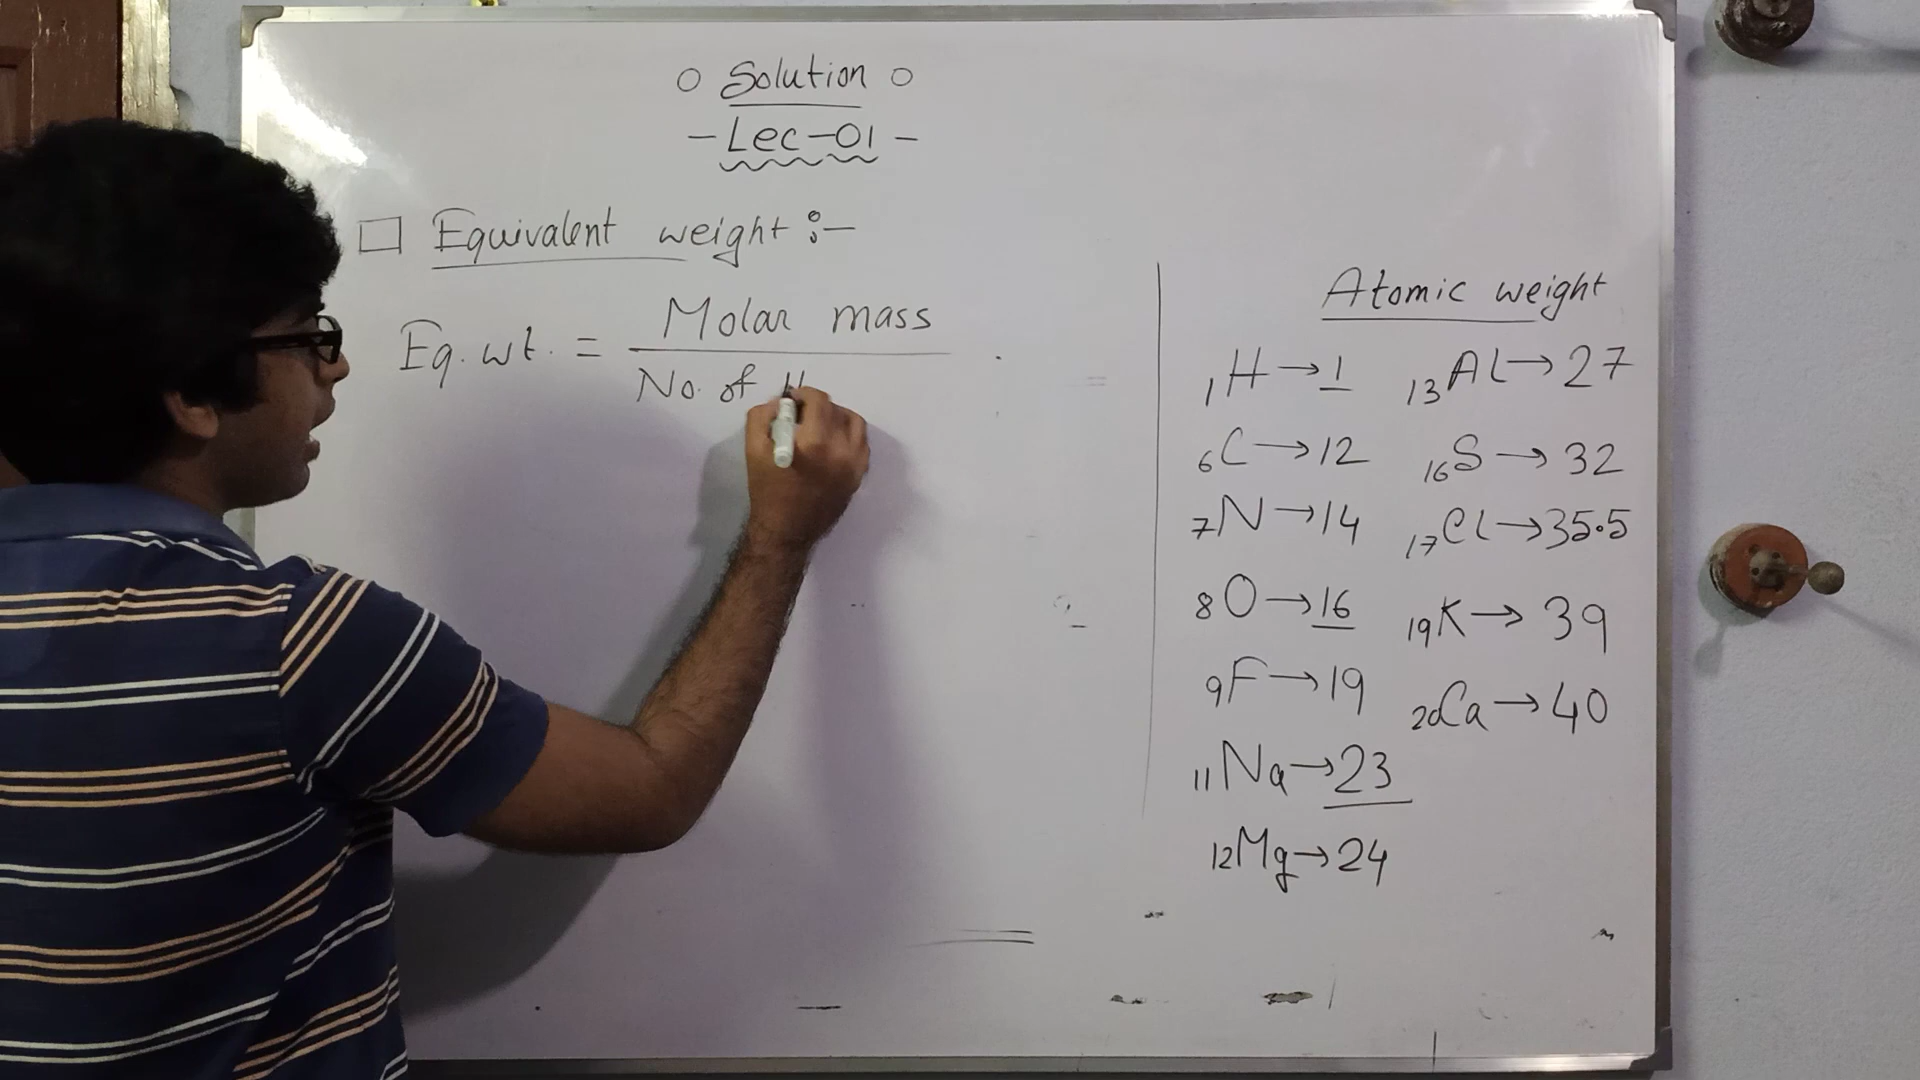 ○ Solution ○
- Lec-01 -
□ Equivalent weight :-
Eq. wt. = Molar mass
No. of H
Atomic weight
1H → 1
13Al → 27
6C → 12
16S → 32
7N → 14
17Cl → 35.5
8O → 16
19K → 39
9F → 19
20Ca → 40
11Na → 23
12Mg → 24